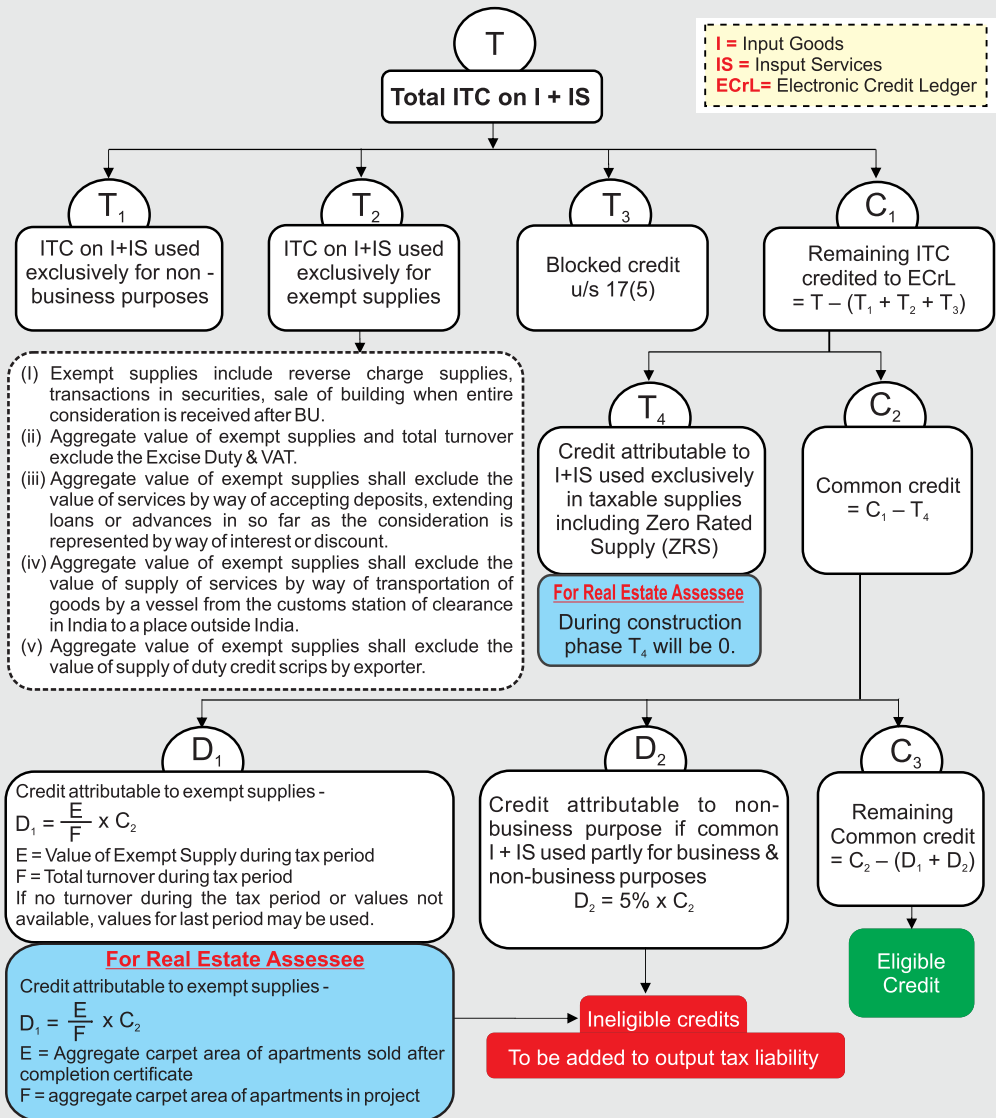 T
Total ITC on I + IS
I = Input Goods
IS = Insput Services
ECrL= Electronic Credit Ledger
T₁
ITC on I+IS used
exclusively for non -
business purposes
T₂
ITC on I+IS used
exclusively for
exempt supplies
T₃
Blocked credit
u/s 17(5)
C₁
Remaining ITC
credited to ECrL
= T – (T₁ + T₂ + T₃)
(I) Exempt supplies include reverse charge supplies,
transactions in securities, sale of building when entire
consideration is received after BU.
(ii) Aggregate value of exempt supplies and total turnover
exclude the Excise Duty & VAT.
(iii) Aggregate value of exempt supplies shall exclude the
value of services by way of accepting deposits, extending
loans or advances in so far as the consideration is
represented by way of interest or discount.
(iv) Aggregate value of exempt supplies shall exclude the
value of supply of services by way of transportation of
goods by a vessel from the customs station of clearance
in India to a place outside India.
(v) Aggregate value of exempt supplies shall exclude the
value of supply of duty credit scrips by exporter.
T₄
Credit attributable to
I+IS used exclusively
in taxable supplies
including Zero Rated
Supply (ZRS)
For Real Estate Assessee
During construction
phase T₄ will be 0.
C₂
Common credit
= C₁ – T₄
D₁
Credit attributable to exempt supplies -
D₁ = E/F x C₂
E = Value of Exempt Supply during tax period
F = Total turnover during tax period
If no turnover during the tax period or values not
available, values for last period may be used.
For Real Estate Assessee
Credit attributable to exempt supplies -
D₁ = E/F x C₂
E = Aggregate carpet area of apartments sold after
completion certificate
F = aggregate carpet area of apartments in project
D₂
Credit attributable to non-
business purpose if common
I + IS used partly for business &
non-business purposes
D₂ = 5% x C₂
Ineligible credits
To be added to output tax liability
C₃
Remaining
Common credit
= C₂ – (D₁ + D₂)
Eligible
Credit